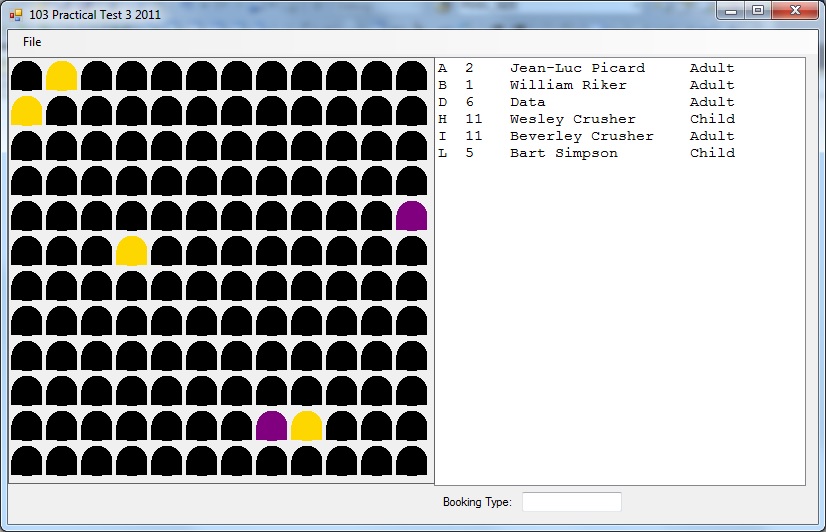 103 Practical Test 3 2011
File
A 2 Jean-Luc Picard Adult
B 1 William Riker Adult
D 6 Data Adult
H 11 Wesley Crusher Child
I 11 Beverley Crusher Adult
L 5 Bart Simpson Child
Booking Type: